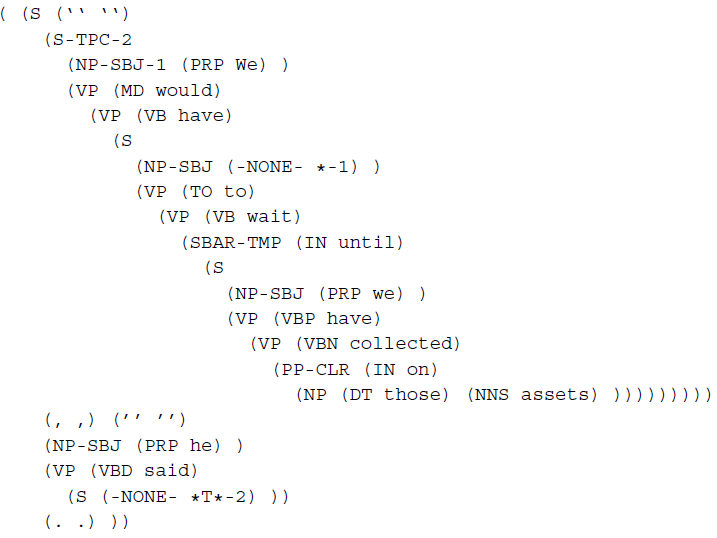 ( (S (‘‘ ‘‘)
(S-TPC-2
(NP-SBJ-1 (PRP We) )
(VP (MD would)
(VP (VB have)
(S
(NP-SBJ (-NONE- *-1) )
(VP (TO to)
(VP (VB wait)
(SBAR-TMP (IN until)
(S
(NP-SBJ (PRP we) )
(VP (VBP have)
(VP (VBN collected)
(PP-CLR (IN on)
(NP (DT those) (NNS assets) )))))))))
(, ,) (’’ ’’)
(NP-SBJ (PRP he) )
(VP (VBD said)
(S (-NONE- *T*-2) ))
(. .) ))